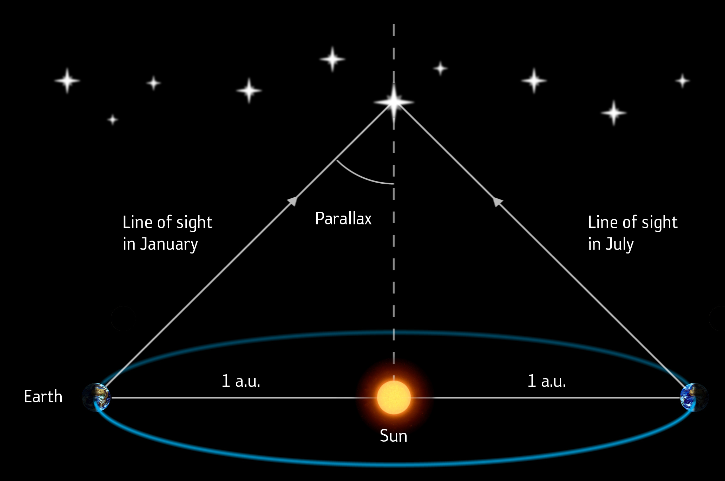 Line of sight
in January
Parallax
Line of sight
in July
1 a.u.
1 a.u.
Earth
Sun